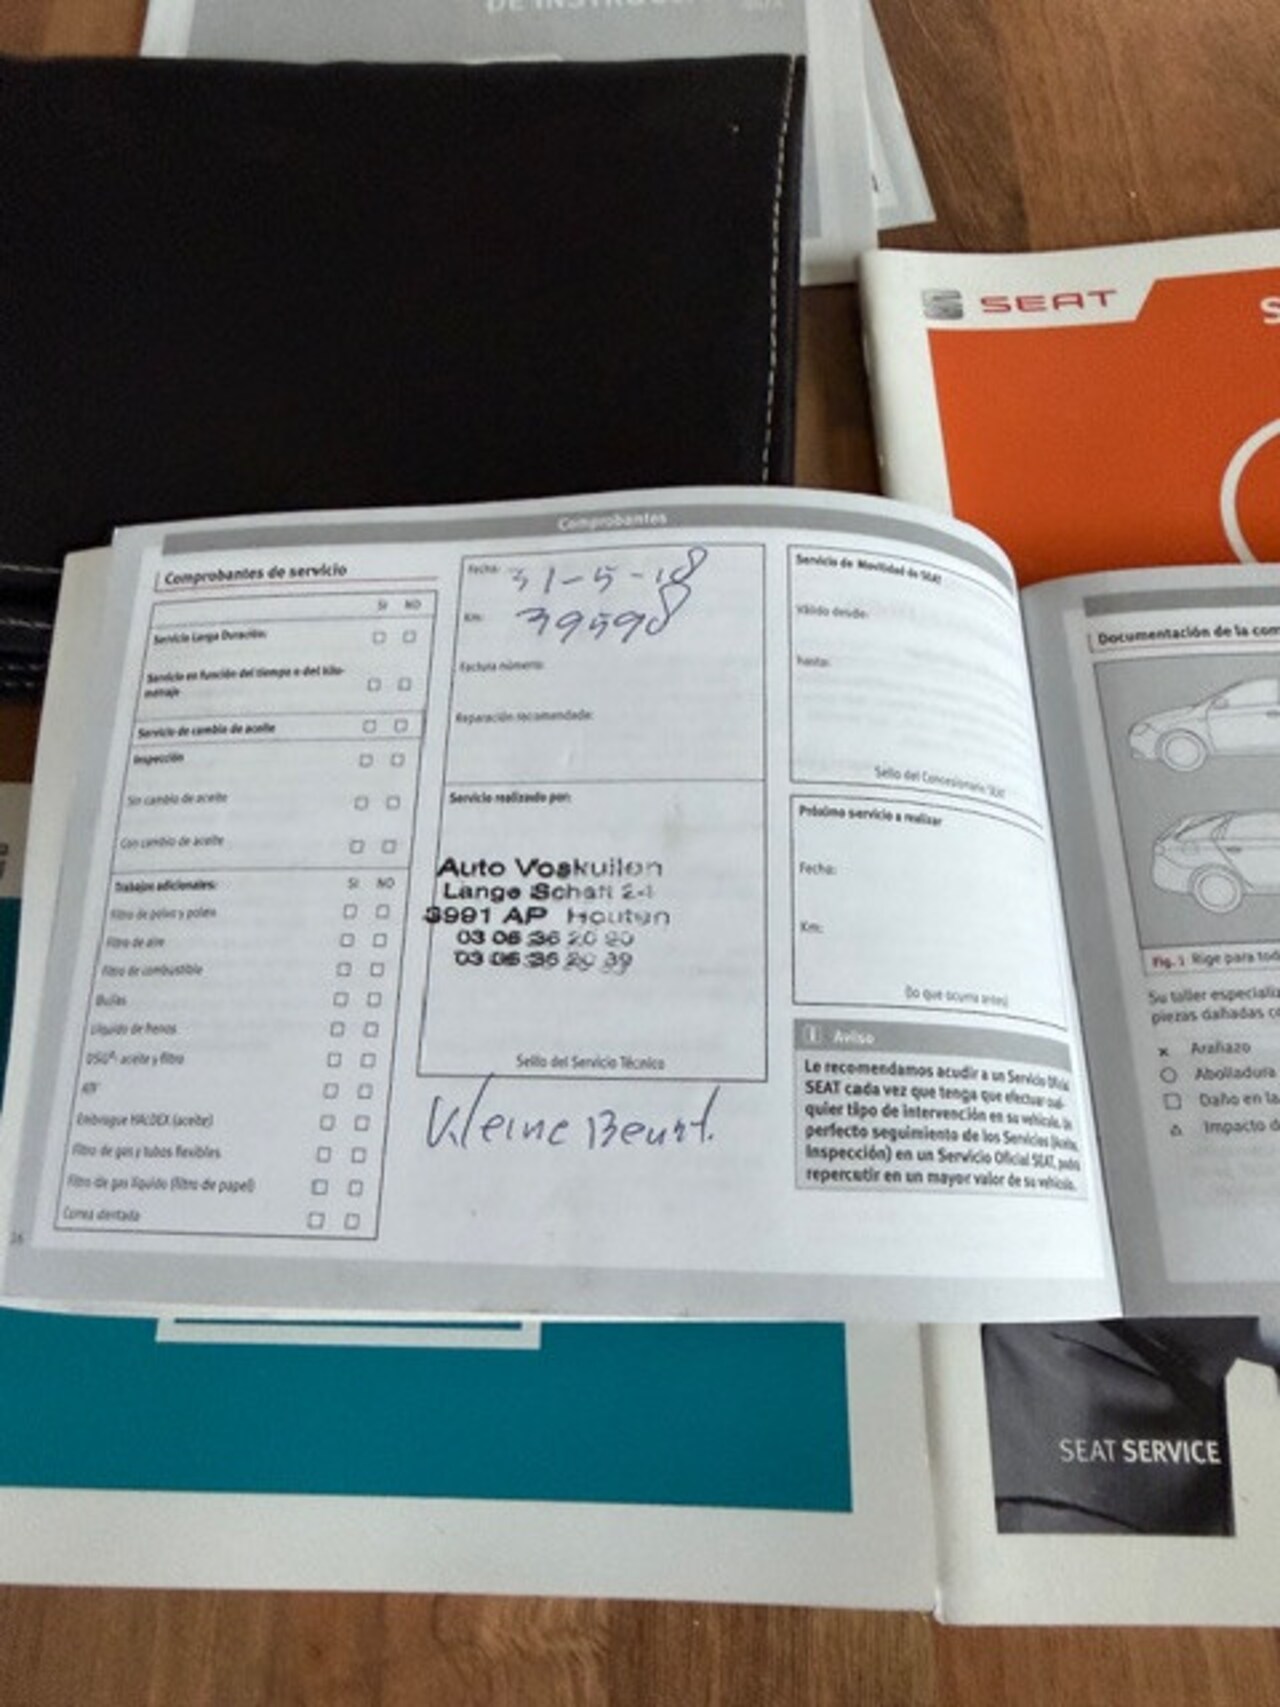 DE INSTRUCC
SEAT
S
Comprobantes
Comprobantes de servicio
SI NO
Servicio Larga Duración:
Servicio en función del tiempo o del kilo-
metraje
Servicio de cambio de aceite
Inspección
Sin cambio de aceite
Con cambio de aceite
Trabajos adicionales: SI NO
Filtro de polvo y polen
Filtro de aire
Filtro de combustible
Bujías
Líquido de frenos
DSG®: aceite y filtro
ATF
Embrague HALDEX (aceite)
Filtro de gas y tubos flexibles
Filtro de gas líquido (filtro de papel)
Correa dentada
Fecha: 31-5-18
Km: 39598
Factura número:
Reparación recomendada:
Servicio realizado por:
Auto Voskuilen
Lange Schaft 24
3991 AP Houten
03 06 36 20 90
03 06 36 20 39
Sello del Servicio Técnico
Kleine Beurt.
Servicio de Movilidad de SEAT
Válido desde:
hasta:
Sello del Concesionario SEAT
Próximo servicio a realizar
Fecha:
Km:
(lo que ocurra antes)
Aviso
Le recomendamos acudir a un Servicio Oficial
SEAT cada vez que tenga que efectuar cual-
quier tipo de intervención en su vehículo. Un
perfecto seguimiento de los Servicios (Aceite,
Inspección) en un Servicio Oficial SEAT, podrá
repercutir en un mayor valor de su vehículo.
16
Documentación de la com
Fig. 1 Rige para tod
Su taller especializ
piezas dañadas co
Arañazo
Abolladura
Daño en la
Impacto d
SEAT SERVICE